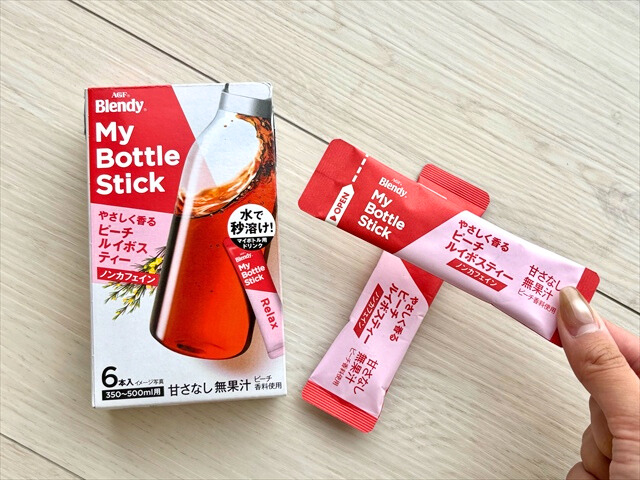 AGF
Blendy
My
Bottle
Stick
やさしく香る
ピーチ
ルイボス
ティー
ノンカフェイン
水で
秒溶け!
マイボトル用
ドリンク
Blendy
My
Bottle
Stick
Relax
6本入 イメージ写真
350〜500ml用
甘さなし 無果汁 ピーチ
香料使用
OPEN
AGF
Blendy
My
Bottle
Stick
やさしく香る
ピーチ
ルイボスティー
ノンカフェイン
甘さなし
無果汁
ピーチ香料使用
やさしく香る
ピーチ
ルイボスティー
ノンカフェイン
甘さなし
無果汁
ピーチ香料使用